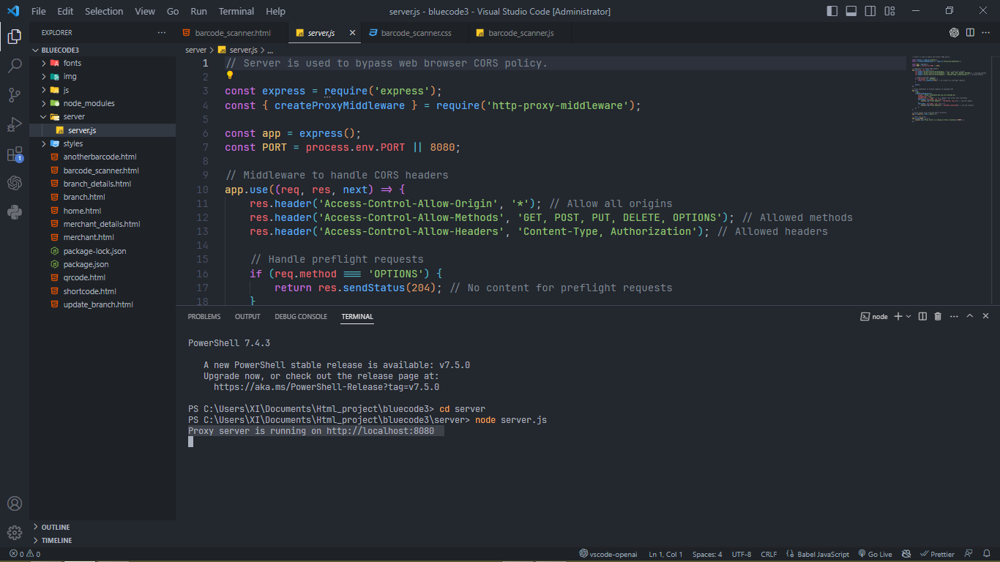 File Edit Selection View Go Run Terminal Help
server.js - bluecode3 - Visual Studio Code [Administrator]
EXPLORER
BLUECODE3
fonts
img
js
node_modules
server
server.js
styles
anotherbarcode.html
barcode_scanner.html
branch_details.html
branch.html
home.html
merchant_details.html
merchant.html
package-lock.json
package.json
qrcode.html
shortcode.html
update_branch.html
OUTLINE
TIMELINE
1
barcode_scanner.html server.js barcode_scanner.css barcode_scanner.js
server > server.js > ...
1 // Server is used to bypass web browser CORS policy.
2
3 const express = require('express');
4 const { createProxyMiddleware } = require('http-proxy-middleware');
5
6 const app = express();
7 const PORT = process.env.PORT || 8080;
8
9 // Middleware to handle CORS headers
10 app.use((req, res, next) => {
11 res.header('Access-Control-Allow-Origin', '*'); // Allow all origins
12 res.header('Access-Control-Allow-Methods', 'GET, POST, PUT, DELETE, OPTIONS'); // Allowed methods
13 res.header('Access-Control-Allow-Headers', 'Content-Type, Authorization'); // Allowed headers
14
15 // Handle preflight requests
16 if (req.method === 'OPTIONS') {
17 return res.sendStatus(204); // No content for preflight requests
18 }
PROBLEMS OUTPUT DEBUG CONSOLE TERMINAL
node
PowerShell 7.4.3
A new PowerShell stable release is available: v7.5.0
Upgrade now, or check out the release page at:
https://aka.ms/PowerShell-Release?tag=v7.5.0
PS C:\Users\XI\Documents\Html_project\bluecode3> cd server
PS C:\Users\XI\Documents\Html_project\bluecode3\server> node server.js
Proxy server is running on http://localhost:8080
0 0 vscode-openai Ln 1, Col 1 Spaces: 4 UTF-8 CRLF Babel JavaScript Go Live Prettier